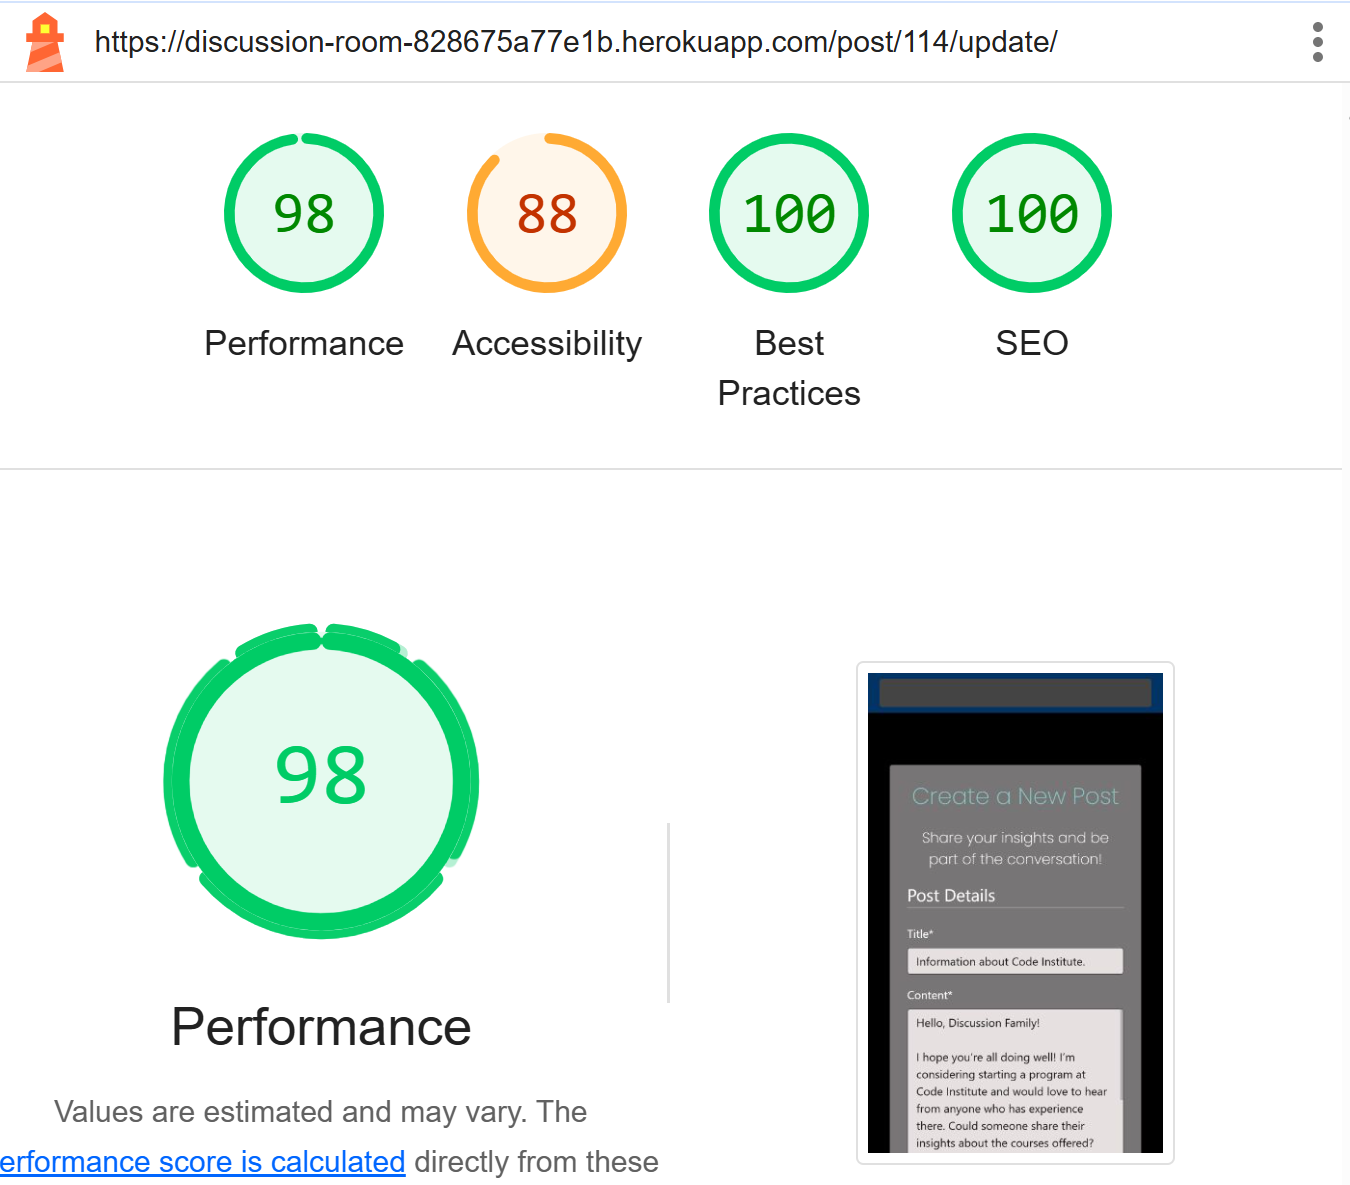 https://discussion-room-828675a77e1b.herokuapp.com/post/114/update/
98
88
100
100
Performance
Accessibility
Best
Practices
SEO
98
Performance
Values are estimated and may vary. The
erformance score is calculated directly from these
Create a New Post
Share your insights and be
part of the conversation!
Post Details
Title*
Information about Code Institute.
Content*
Hello, Discussion Family!
I hope you're all doing well! I'm
considering starting a program at
Code Institute and would love to hear
from anyone who has experience
there. Could someone share their
insights about the courses offered?